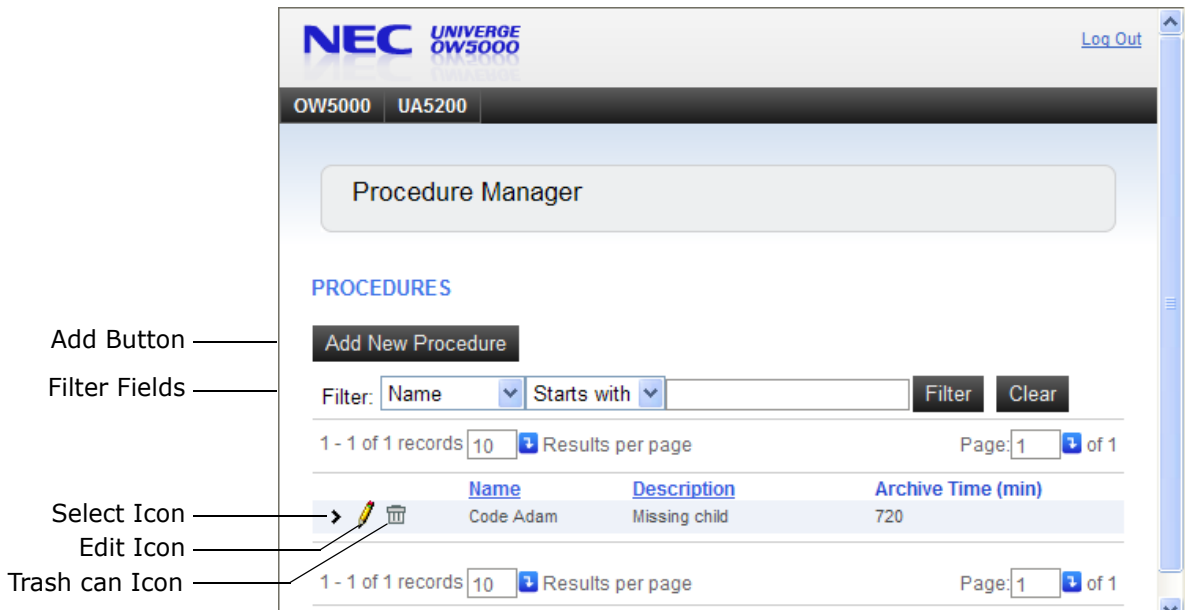 NEC UNIVERGE OW5000
Log Out
OW5000 UA5200
Procedure Manager
PROCEDURES
Add Button
Add New Procedure
Filter Fields
Filter: Name Starts with Filter Clear
1 - 1 of 1 records 10 Results per page Page: 1 of 1
Name Description Archive Time (min)
Select Icon
Code Adam Missing child 720
Edit Icon
Trash can Icon
1 - 1 of 1 records 10 Results per page Page: 1 of 1